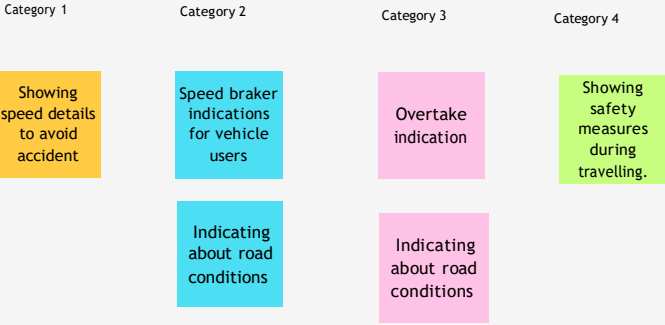 Category 1
Category 2
Category 3
Category 4
Showing
speed details
to avoid
accident
Speed braker
indications
for vehicle
users
Overtake
indication
Showing
safety
measures
during
travelling.
Indicating
about road
conditions
Indicating
about road
conditions